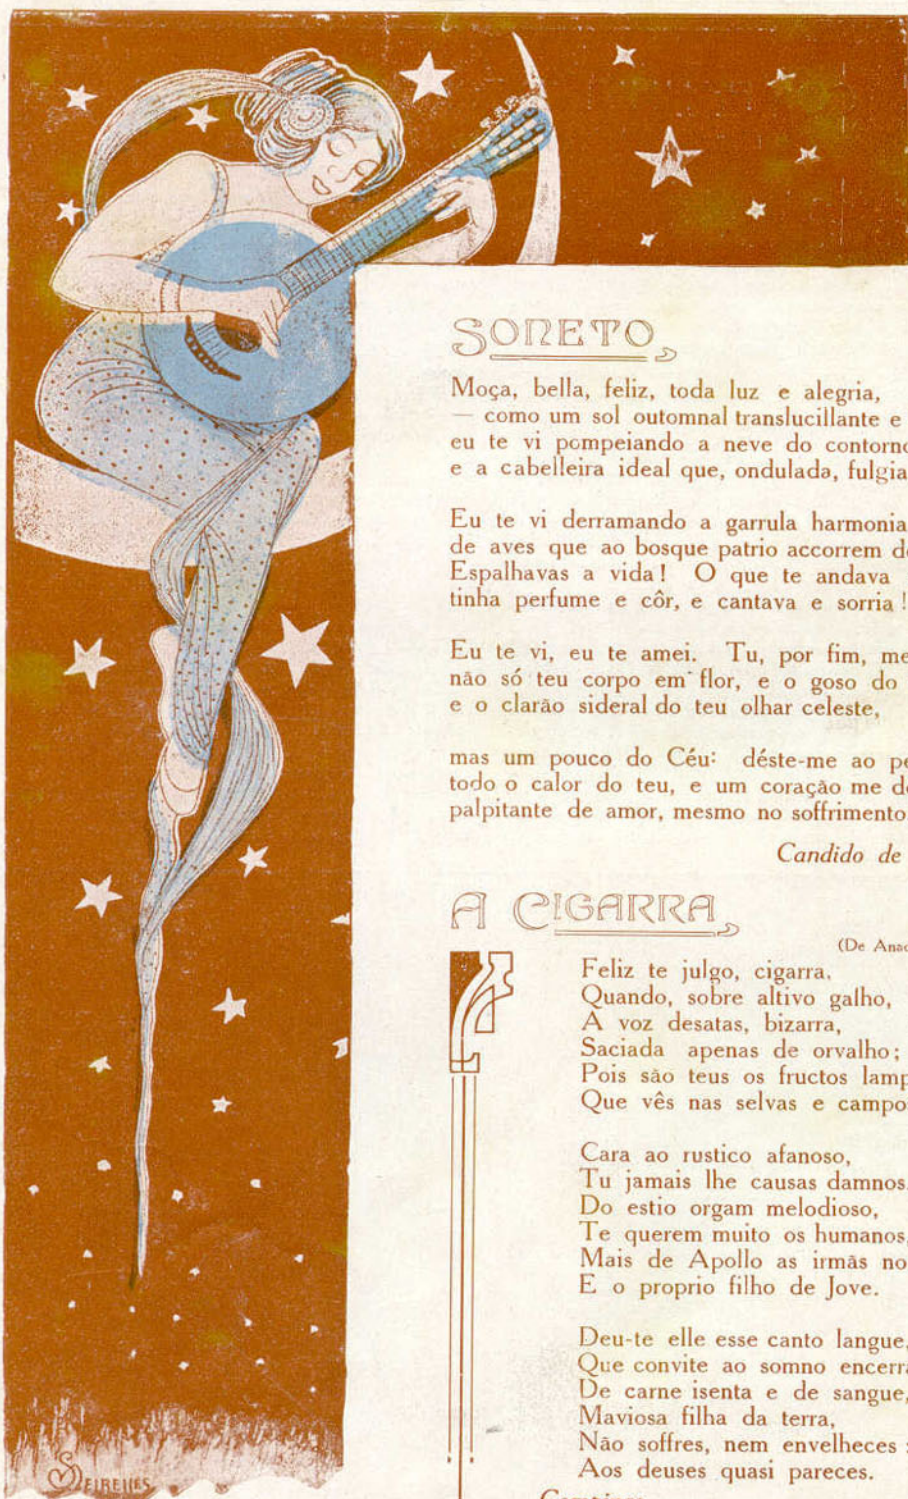 SONETO
Moça, bella, feliz, toda luz e alegria,
— como um sol outomnal translucillante e
eu te vi pompeiando a neve do
e a cabelleira ideal que, ondulada, fulgia
Eu te vi derramando a garrula harmonia
de aves que ao bosque patrio accorrem
Espalhavas a vida! O que te andava
tinha perfume e côr, e cantava e sorria!
Eu te vi, eu te amei. Tu, por fim,
não só teu corpo em flor, e o goso do
e o clarão sideral do teu olhar celeste,
mas um pouco do Céu: déste-me ao
todo o calor do teu, e um coração me
palpitante de amor, mesmo no soffrimento
Candido de
A CIGARRA
(De
Feliz te julgo, cigarra,
Quando, sobre altivo galho,
A voz desatas, bizarra,
Saciada apenas de orvalho;
Pois são teus os fructos
Que vês nas selvas e
Cara ao rustico afanoso,
Tu jamais lhe causas damnos.
Do estio orgam melodioso,
Te querem muito os humanos,
Mais de Apollo as irmãs
E o proprio filho de Jove.
Deu-te elle esse canto langue,
Que convite ao somno
De carne isenta e de sangue,
Maviosa filha da terra,
Não soffres, nem envelheces:
Aos deuses quasi pareces.